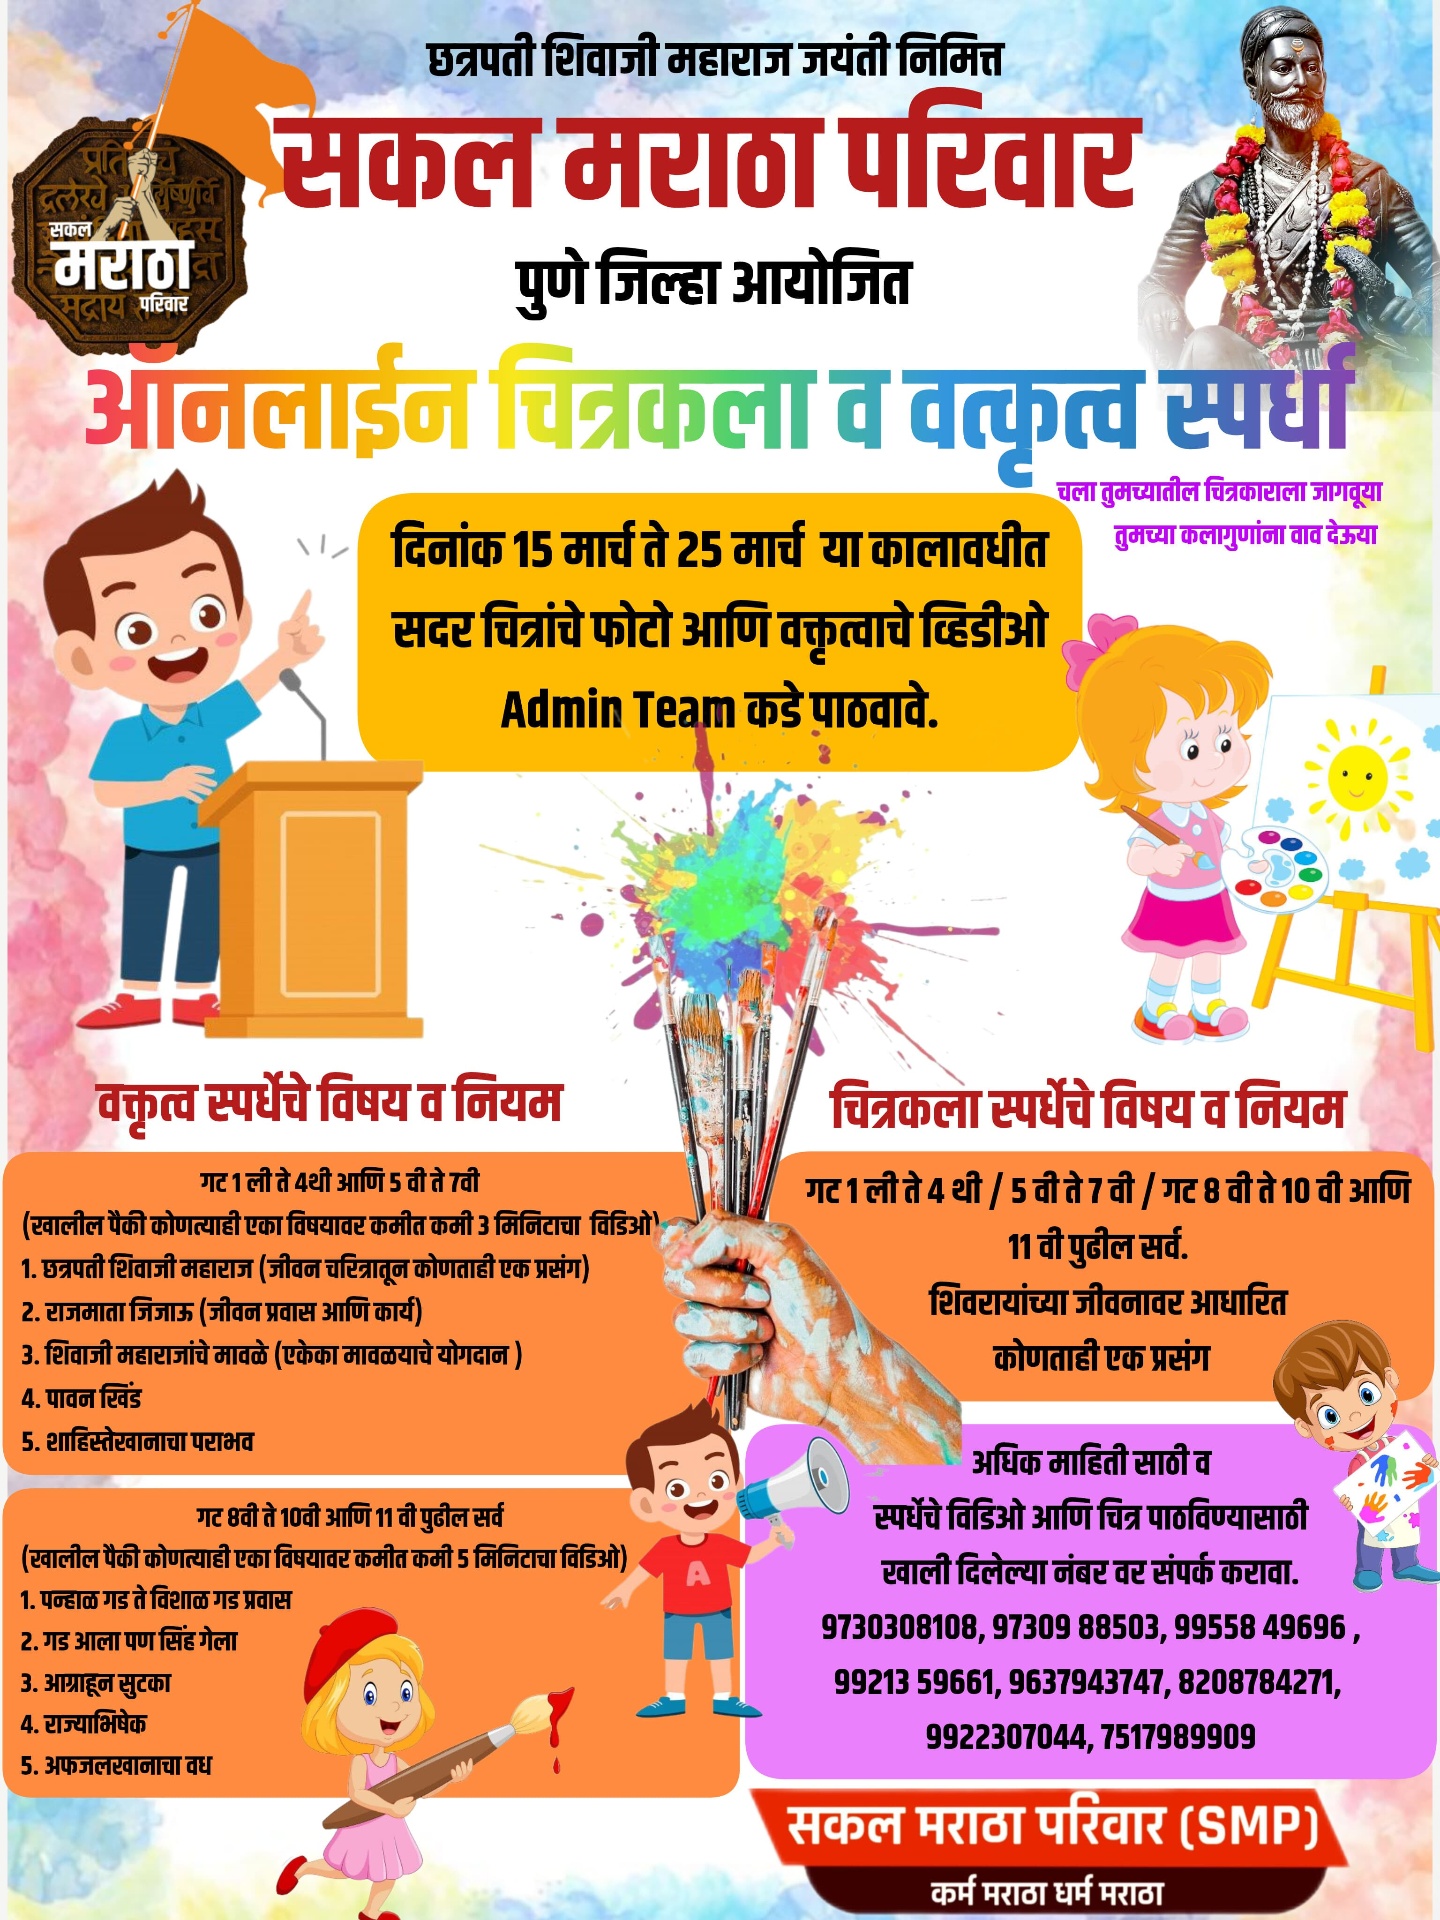 छत्रपती शिवाजी महाराज जयंती निमित्त
सकल मराठा परिवार
सकल
मराठा
परिवार
पुणे जिल्हा आयोजित
ऑनलाईन चित्रकला व वत्कृत्व स्पर्धा
चला तुमच्यातील चित्रकाराला जागवूया
तुमच्या कलागुणांना वाव देऊया
दिनांक 15 मार्च ते 25 मार्च या कालावधीत
सदर चित्रांचे फोटो आणि वक्तृत्वाचे व्हिडीओ
Admin Team कडे पाठवावे.
वक्तृत्व स्पर्धेचे विषय व नियम
गट 1 ली ते 4थी आणि 5 वी ते 7वी
(खालील पैकी कोणत्याही एका विषयावर कमीत कमी 3 मिनिटाचा विडिओ)
1. छत्रपती शिवाजी महाराज (जीवन चरित्रातून कोणताही एक प्रसंग)
2. राजमाता जिजाऊ (जीवन प्रवास आणि कार्य)
3. शिवाजी महाराजांचे मावळे (एकेका मावळयाचे योगदान )
4. पावन खिंड
5. शाहिस्तेखानाचा पराभव
गट 8वी ते 10वी आणि 11 वी पुढील सर्व
(खालील पैकी कोणत्याही एका विषयावर कमीत कमी 5 मिनिटाचा विडिओ)
1. पन्हाळ गड ते विशाळ गड प्रवास
2. गड आला पण सिंह गेला
3. आग्राहून सुटका
4. राज्याभिषेक
5. अफजलखानाचा वध
चित्रकला स्पर्धेचे विषय व नियम
गट 1 ली ते 4 थी / 5 वी ते 7 वी / गट 8 वी ते 10 वी आणि
11 वी पुढील सर्व.
शिवरायांच्या जीवनावर आधारित
कोणताही एक प्रसंग
अधिक माहिती साठी व
स्पर्धेचे विडिओ आणि चित्र पाठविण्यासाठी
खाली दिलेल्या नंबर वर संपर्क करावा.
9730308108, 97309 88503, 99558 49696 ,
99213 59661, 9637943747, 8208784271,
9922307044, 7517989909
A
सकल मराठा परिवार (SMP)
कर्म मराठा धर्म मराठा